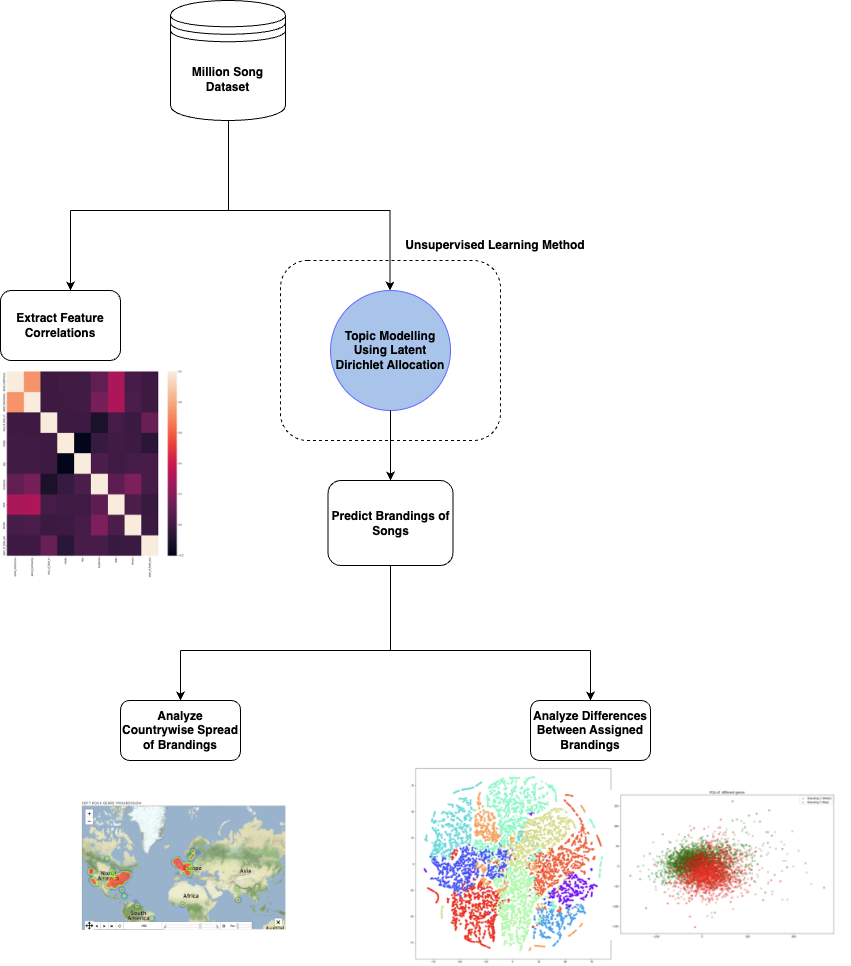 Million Song
Dataset
Unsupervised Learning Method
Extract Feature
Correlations
Topic Modelling
Using Latent
Dirichlet Allocation
Predict Brandings of
Songs
Analyze
Countrywise Spread
of Brandings
Analyze Differences
Between Assigned
Brandings
North
America
Europe
Asia
Africa
South
America
PCA of different genre